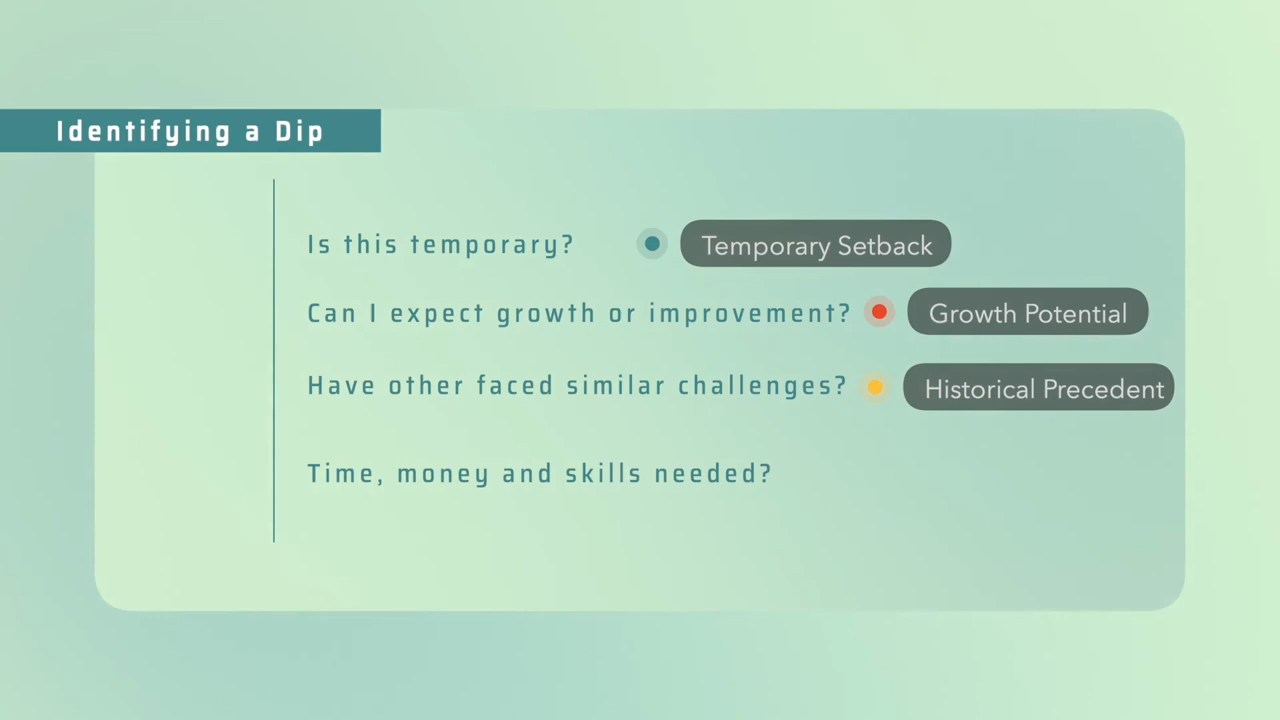 Identifying a Dip
Is this temporary? Temporary Setback
Can I expect growth or improvement? Growth Potential
Have other faced similar challenges? Historical Precedent
Time, money and skills needed?